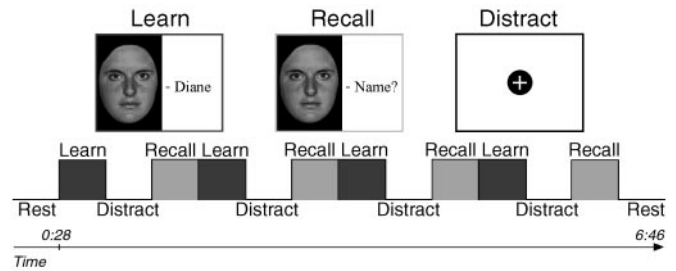 Learn Recall Distract
- Diane - Name?
Learn Recall Learn Recall Learn Recall Learn Recall
Rest Distract Distract Distract Distract Rest
0:28 6:46
Time